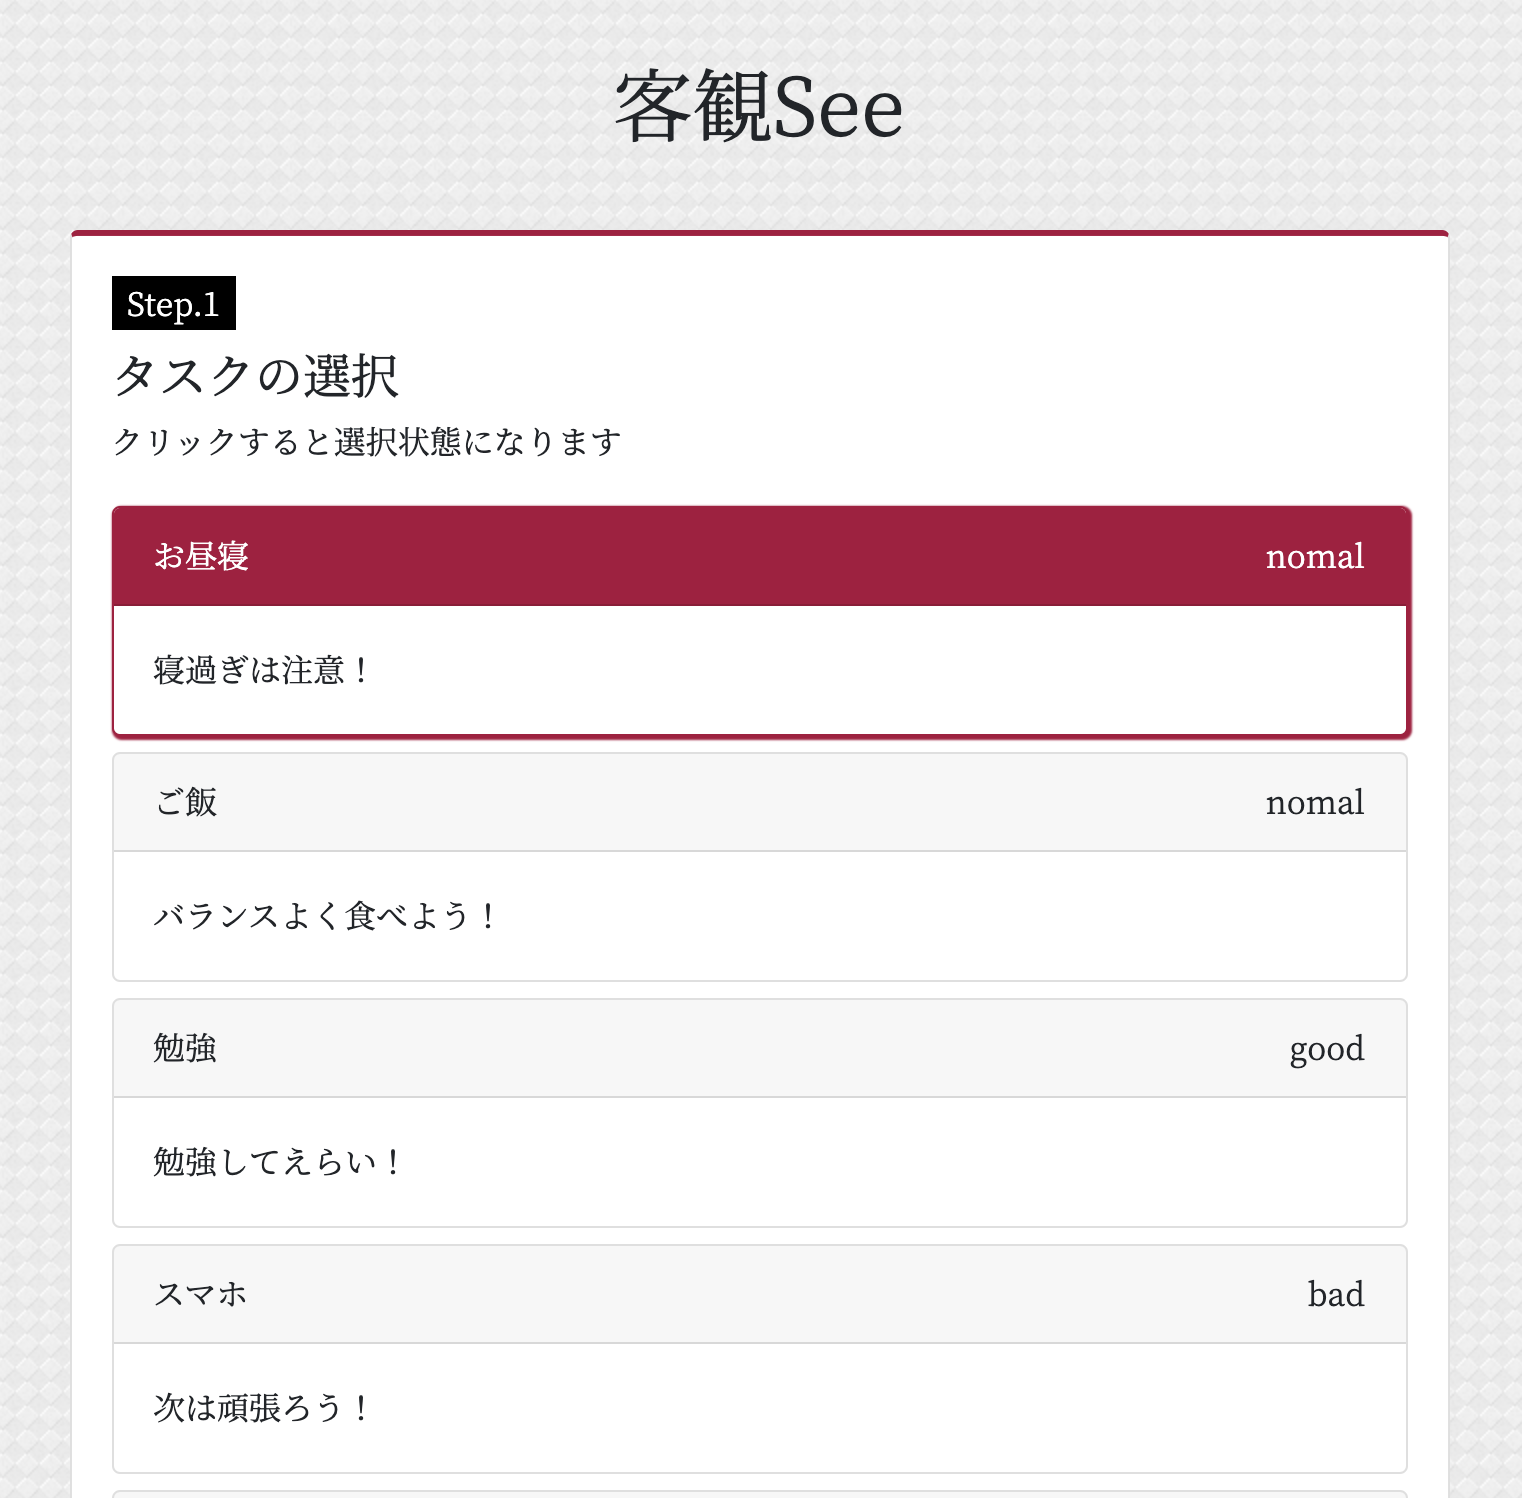 客観See
Step.1
タスクの選択
クリックすると選択状態になります
お昼寝 nomal
寝過ぎは注意！
ご飯 nomal
バランスよく食べよう！
勉強 good
勉強してえらい！
スマホ bad
次は頑張ろう！